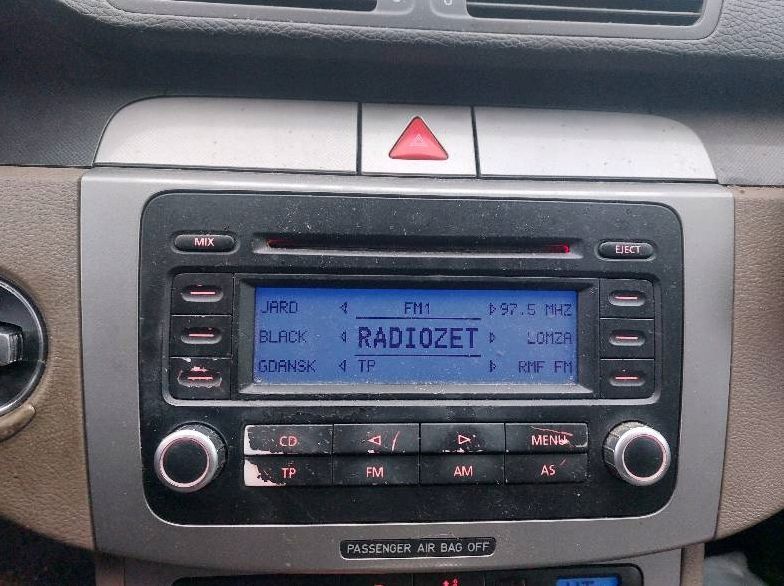 MIX
EJECT
JARD FM1 97.5 MHZ
BLACK RADIOZET LOMZA
GDANSK TP RMF FM
CD MENU
TP FM AM AS
PASSENGER AIR BAG OFF